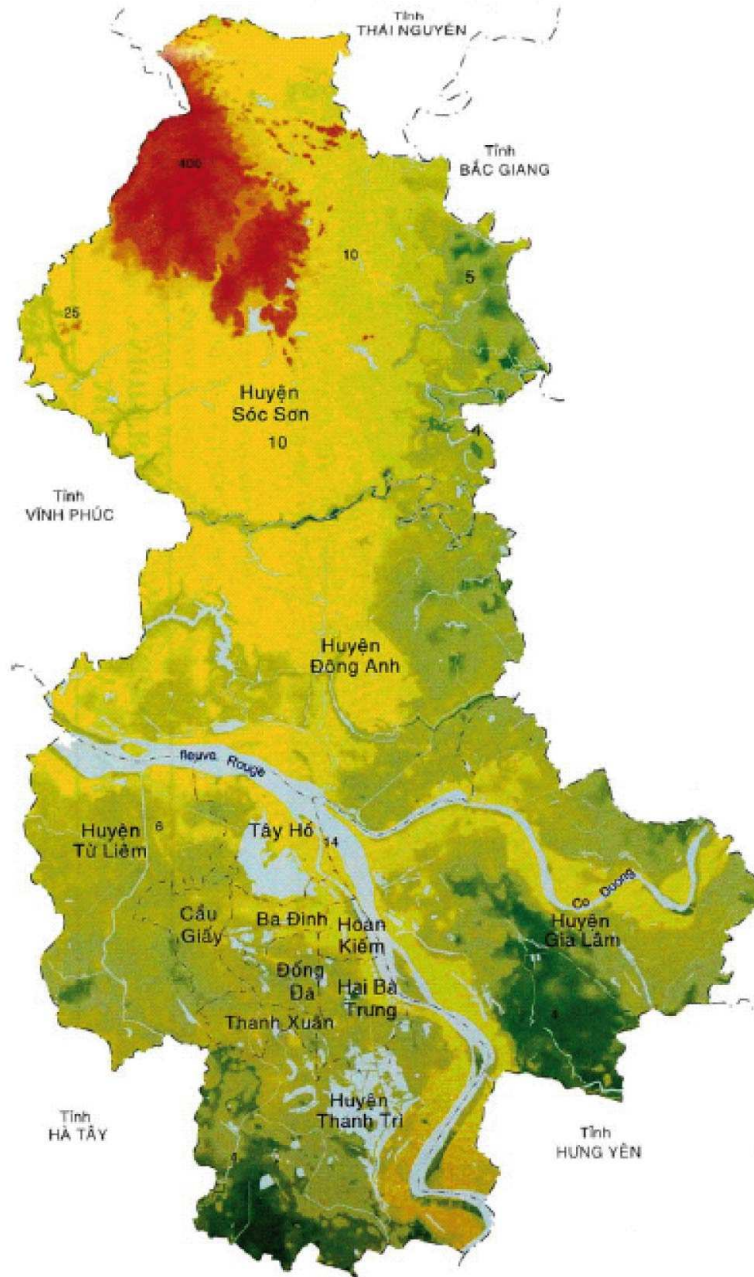 Tỉnh
THÁI NGUYÊN
Tỉnh
BẮC GIANG
400
10
5
25
Huyện
Sóc Sơn
10
4
Tỉnh
VĨNH PHÚC
Huyện
Đông Anh
fleuve Rouge
Huyện
Từ Liêm
6
Tây Hồ
14
Cầu
Giấy
Ba Đình
Hoàn
Kiếm
Co Duong
Huyện
Gia Lâm
Đống
Đa
Hai Bà
Trưng
Thanh Xuân
4
Huyện
Thanh Trì
Tỉnh
HÀ TÂY
Tỉnh
HƯNG YÊN